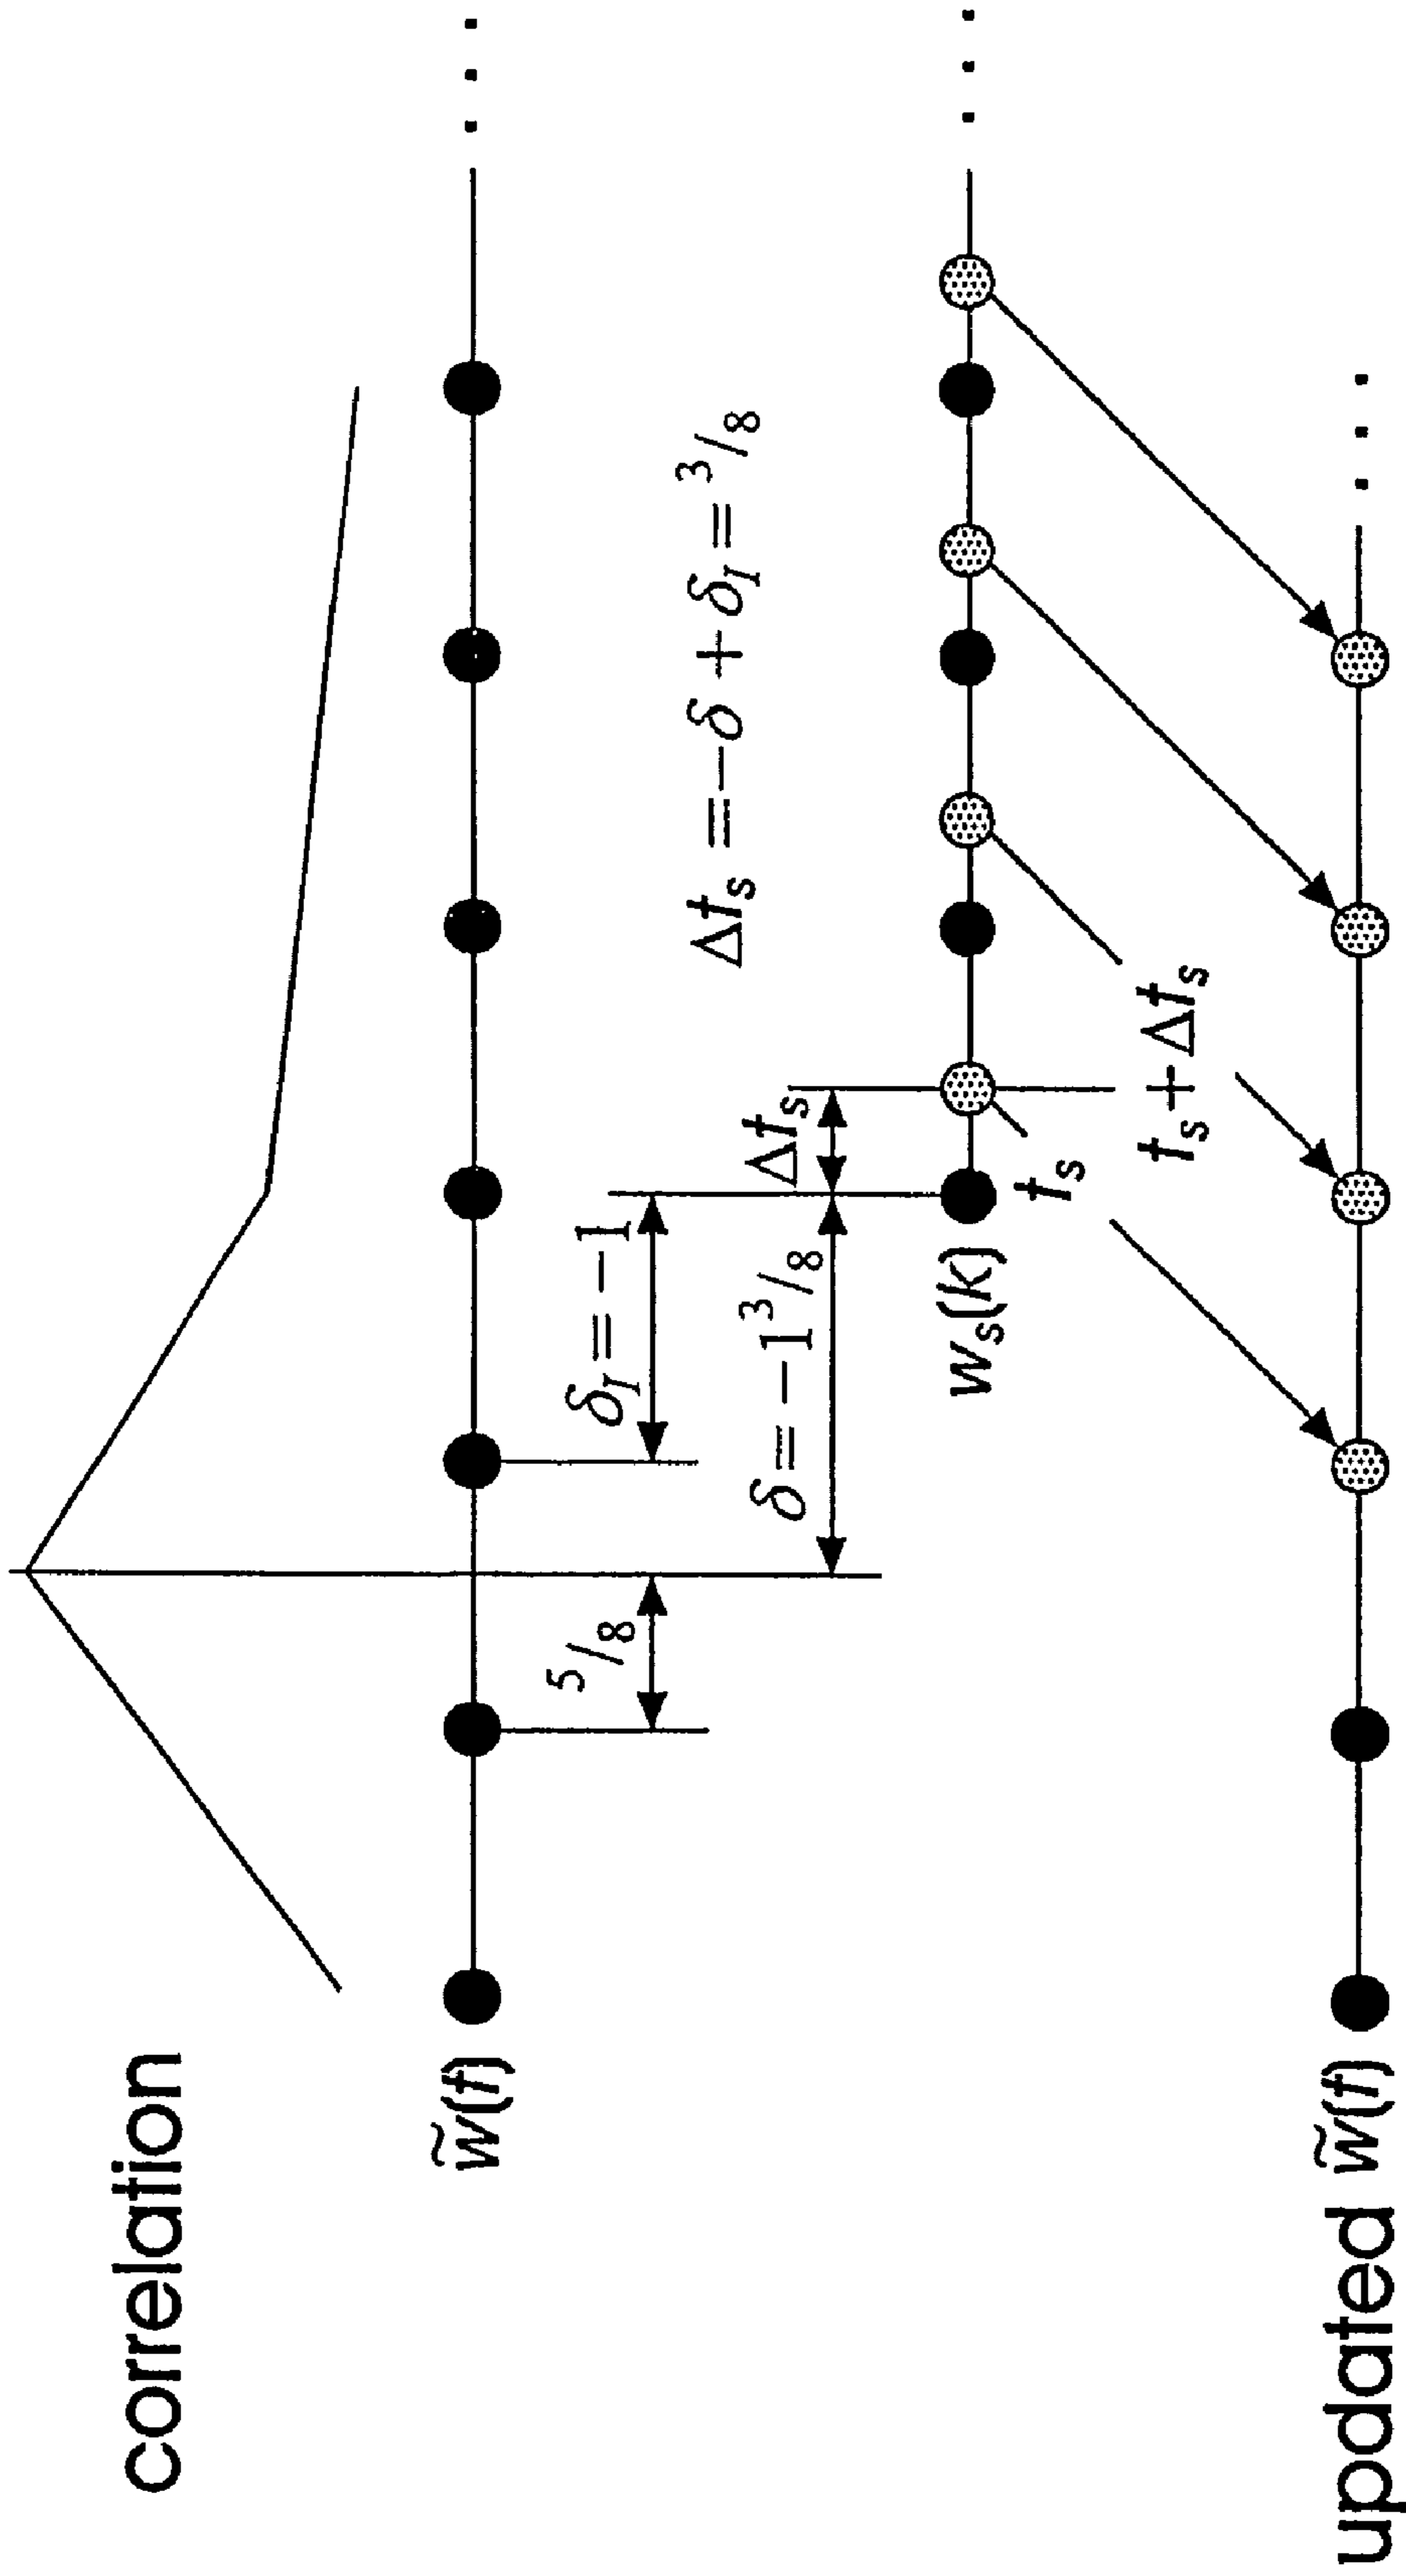 correlation
w̃(t)
5/8
δ_I = −1
δ = −1 3/8
Δt_s
Δt_s = −δ + δ_I = 3/8
w_s(k)
t_s
t_s + Δt_s
updated w̃(t)